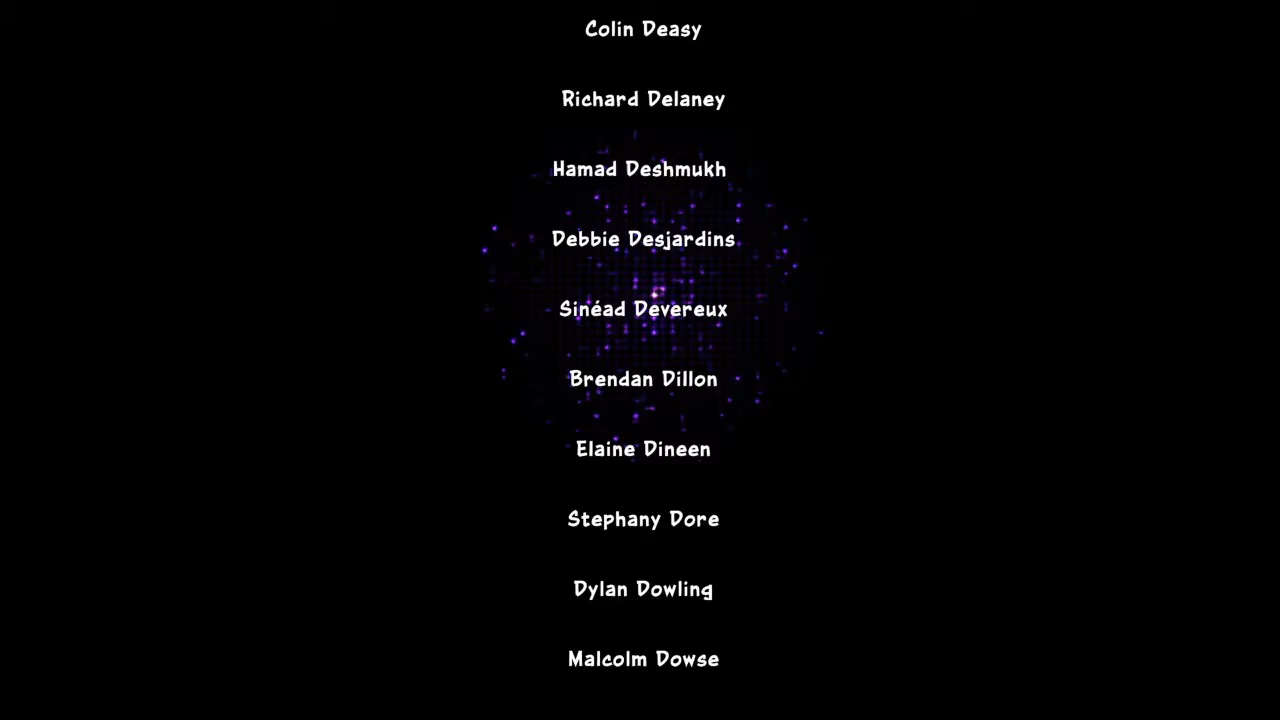 Colin Deasy
Richard Delaney
Hamad Deshmukh
Debbie Desjardins
Sinéad Devereux
Brendan Dillon
Elaine Dineen
Stephany Dore
Dylan Dowling
Malcolm Dowse